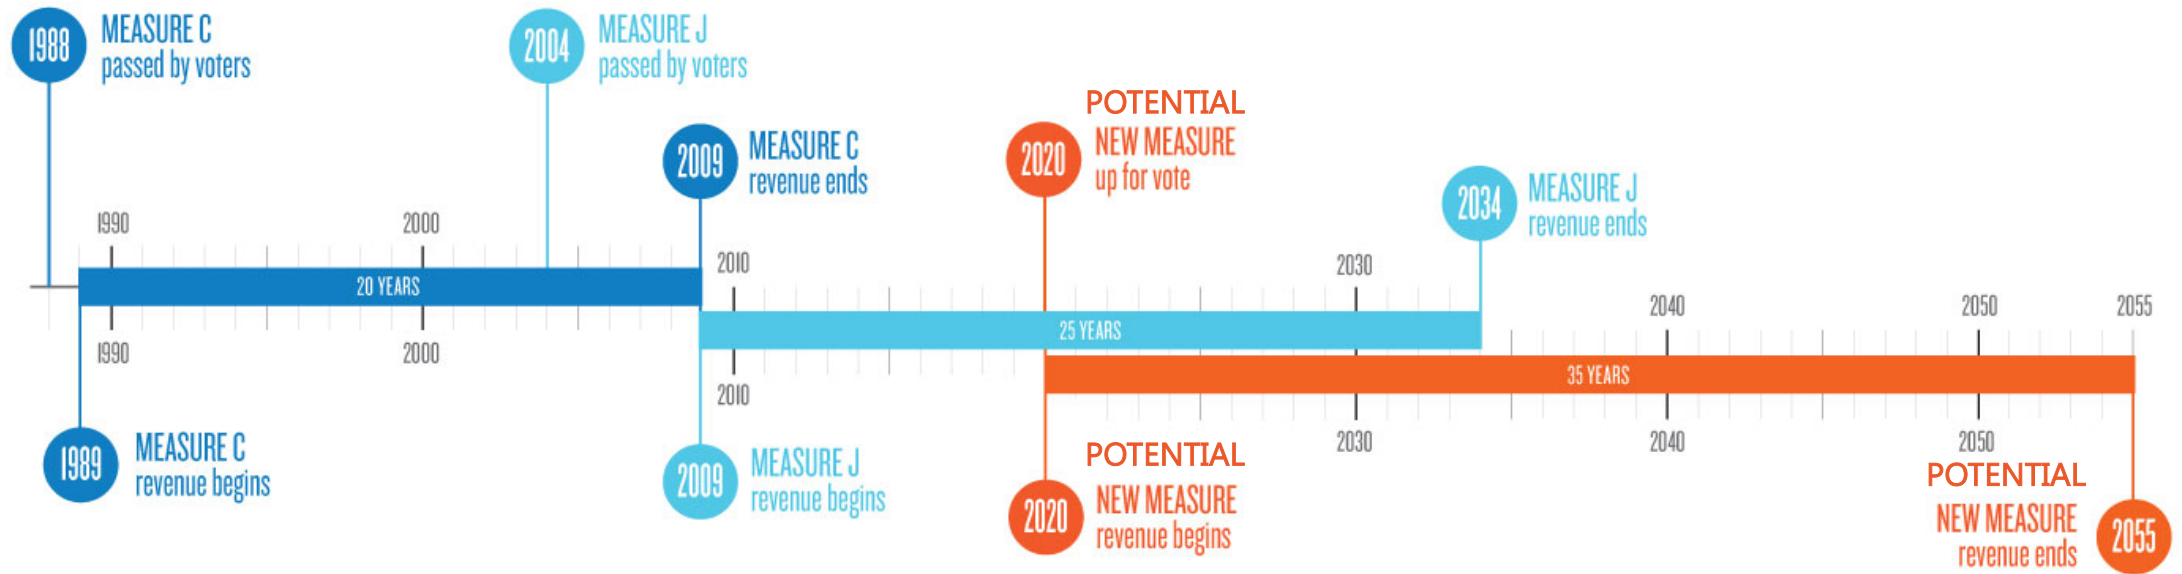 1988
MEASURE C
passed by voters
2004
MEASURE J
passed by voters
2009
MEASURE C
revenue ends
POTENTIAL
2020
NEW MEASURE
up for vote
2034
MEASURE J
revenue ends
1990
2000
2010
2030
2040
2050
2055
20 YEARS
25 YEARS
35 YEARS
1990
2000
2010
2030
2040
2050
1989
MEASURE C
revenue begins
2009
MEASURE J
revenue begins
POTENTIAL
2020
NEW MEASURE
revenue begins
POTENTIAL
NEW MEASURE
revenue ends
2055